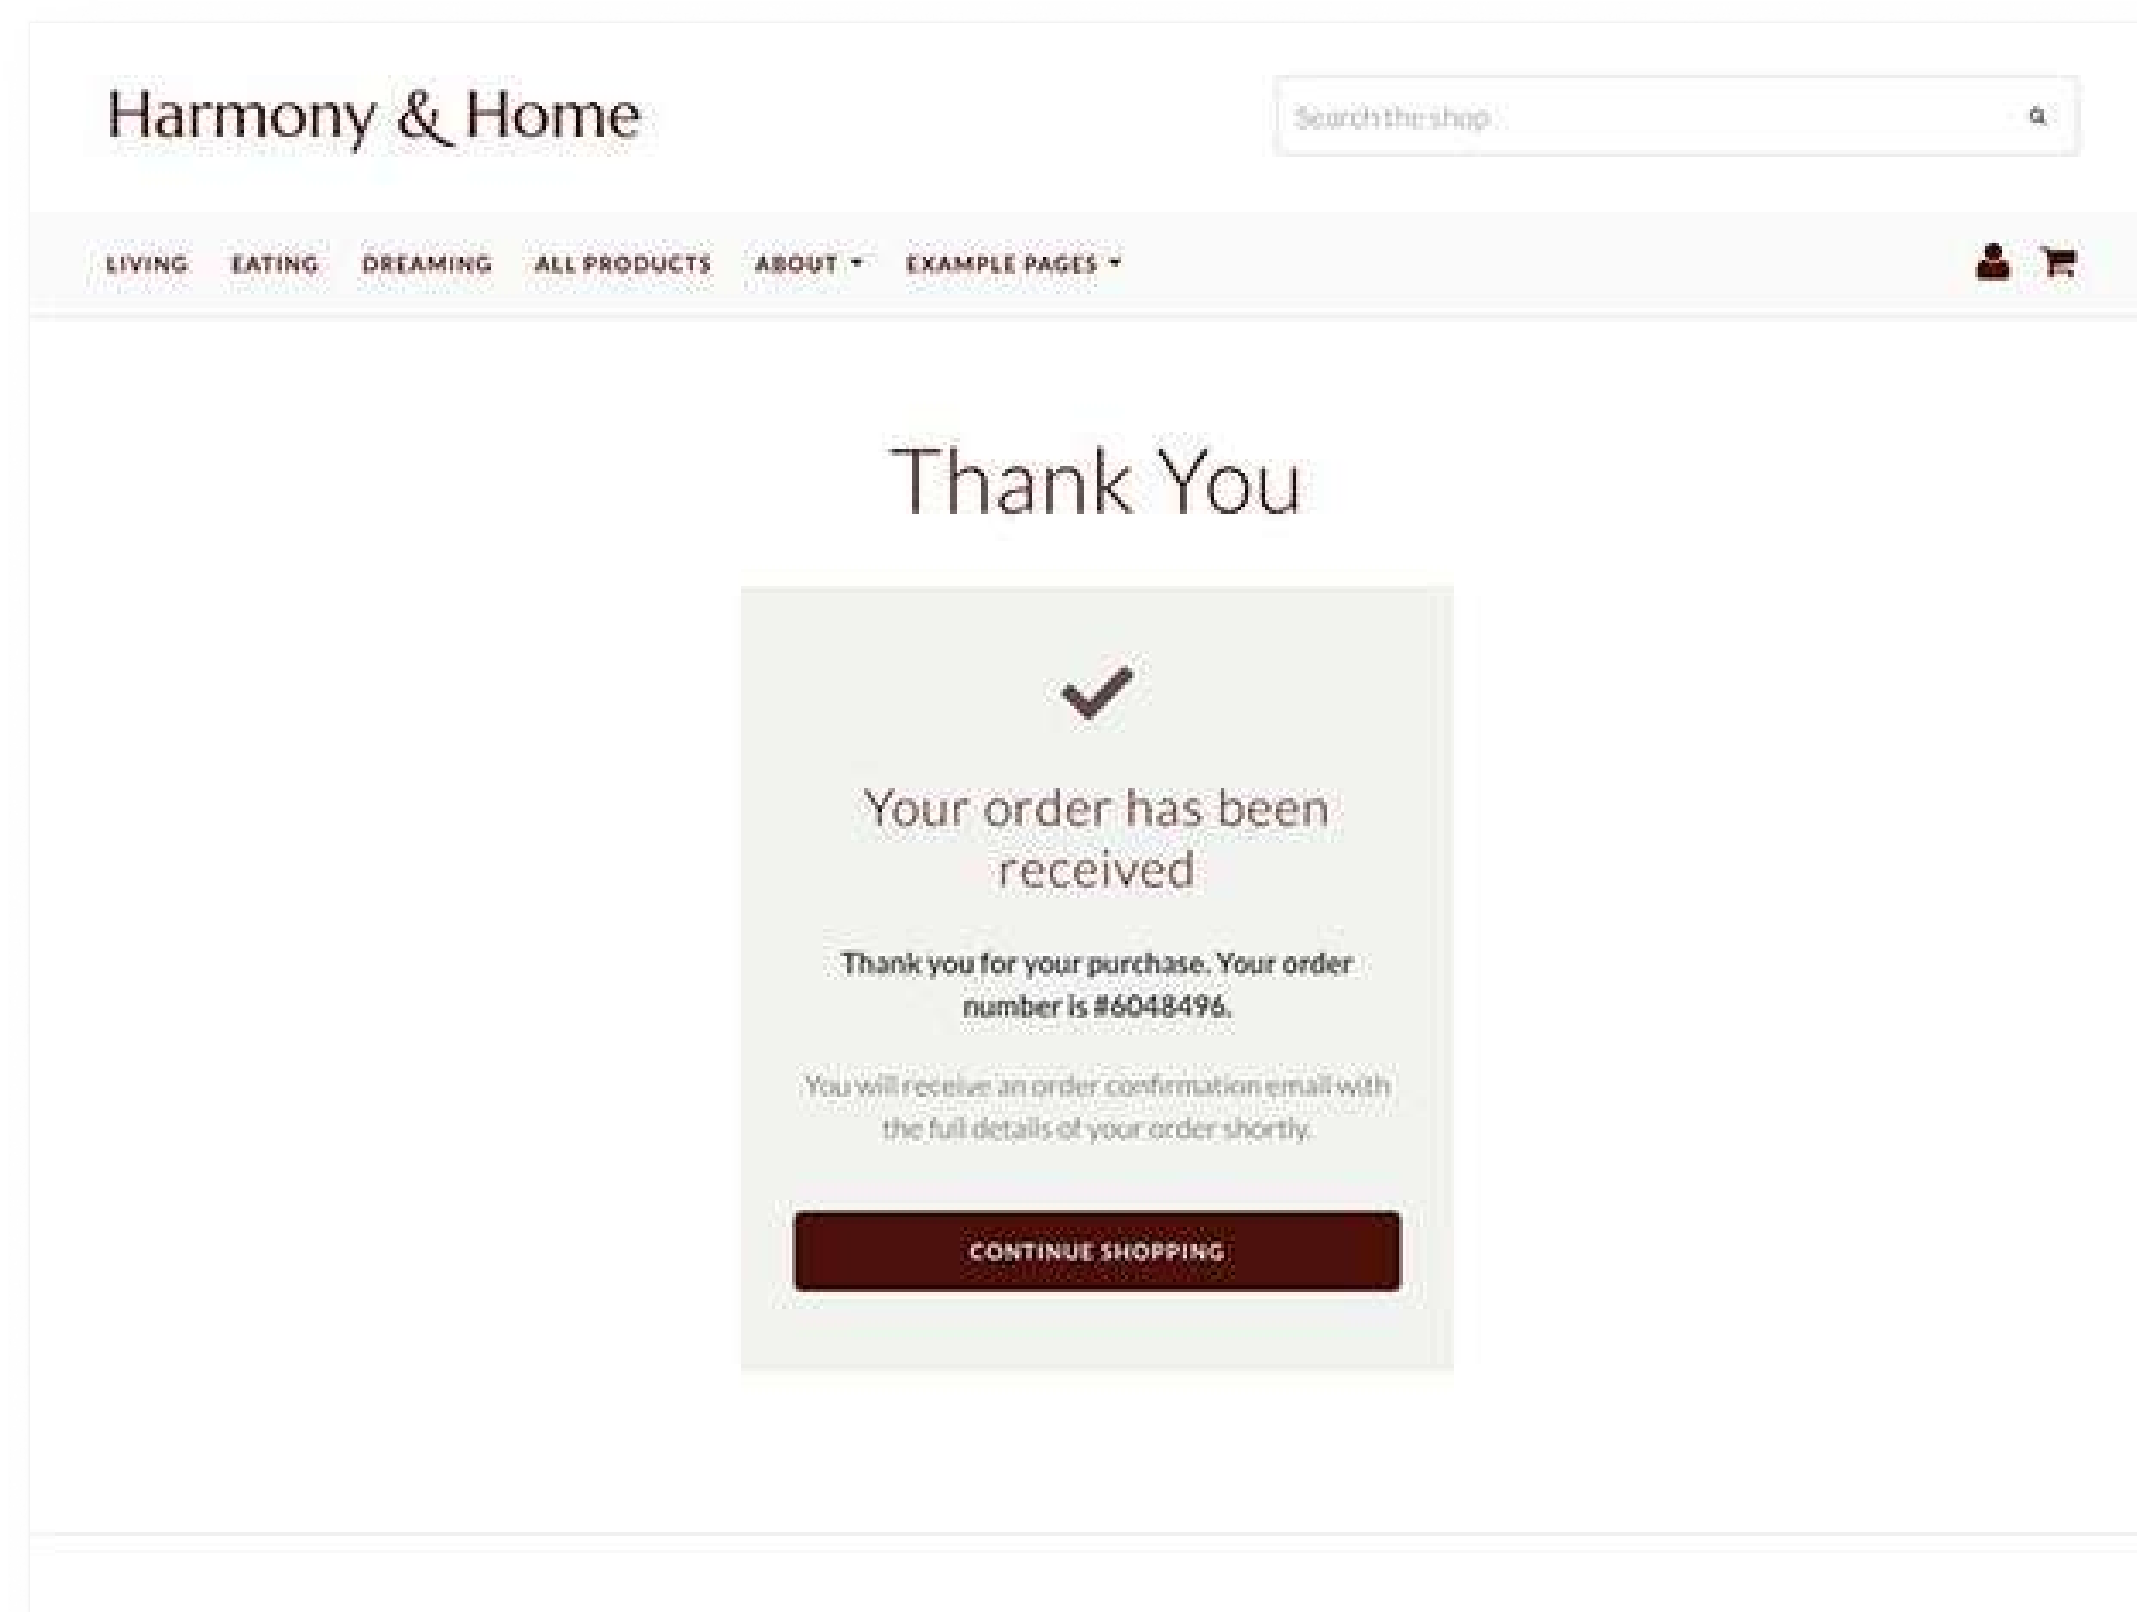 Harmony & Home
Search the shop
LIVING EATING DREAMING ALL PRODUCTS ABOUT EXAMPLE PAGES
Thank You
Your order has been
received
Thank you for your purchase. Your order
number is #6048496.
You will receive an order confirmation email with
the full details of your order shortly.
CONTINUE SHOPPING